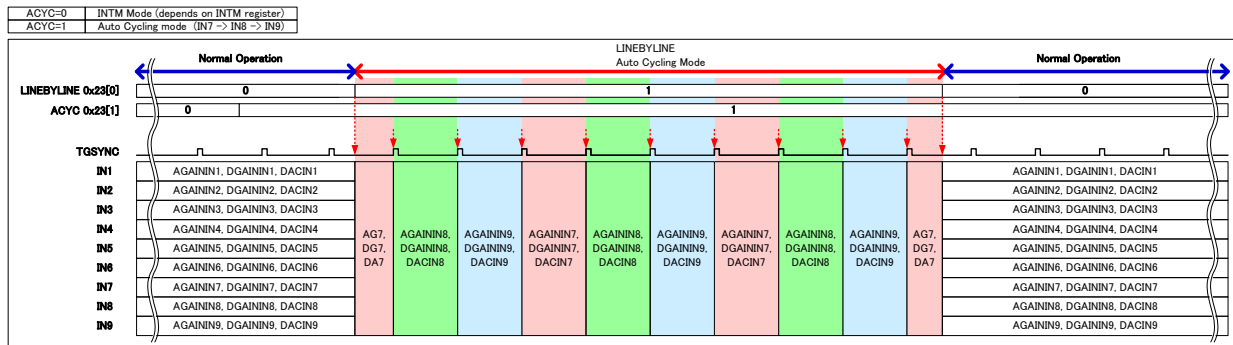 ACYC=0 INTM Mode (depends on INTM register)
ACYC=1 Auto Cycling mode (IN7 -> IN8 -> IN9)
LINEBYLINE
Normal Operation Auto Cycling Mode Normal Operation
LINEBYLINE 0x23[0] 0 1 0
ACYC 0x23[1] 0 1
TGSYNC
IN1 AGAININ1, DGAININ1, DACIN1 AGAININ1, DGAININ1, DACIN1
IN2 AGAININ2, DGAININ2, DACIN2 AGAININ2, DGAININ2, DACIN2
IN3 AGAININ3, DGAININ3, DACIN3 AGAININ3, DGAININ3, DACIN3
IN4 AGAININ4, DGAININ4, DACIN4 AGAININ4, DGAININ4, DACIN4
IN5 AGAININ5, DGAININ5, DACIN5 AGAININ5, DGAININ5, DACIN5
IN6 AGAININ6, DGAININ6, DACIN6 AGAININ6, DGAININ6, DACIN6
IN7 AGAININ7, DGAININ7, DACIN7 AGAININ7, DGAININ7, DACIN7
IN8 AGAININ8, DGAININ8, DACIN8 AGAININ8, DGAININ8, DACIN8
IN9 AGAININ9, DGAININ9, DACIN9 AGAININ9, DGAININ9, DACIN9
AG7, AGAININ8, AGAININ9, AGAININ7, AGAININ8, AGAININ9, AGAININ7, AGAININ8, AGAININ9, AG7,
DG7, DGAININ8, DGAININ9, DGAININ7, DGAININ8, DGAININ9, DGAININ7, DGAININ8, DGAININ9, DG7,
DA7 DACIN8 DACIN9 DACIN7 DACIN8 DACIN9 DACIN7 DACIN8 DACIN9 DA7